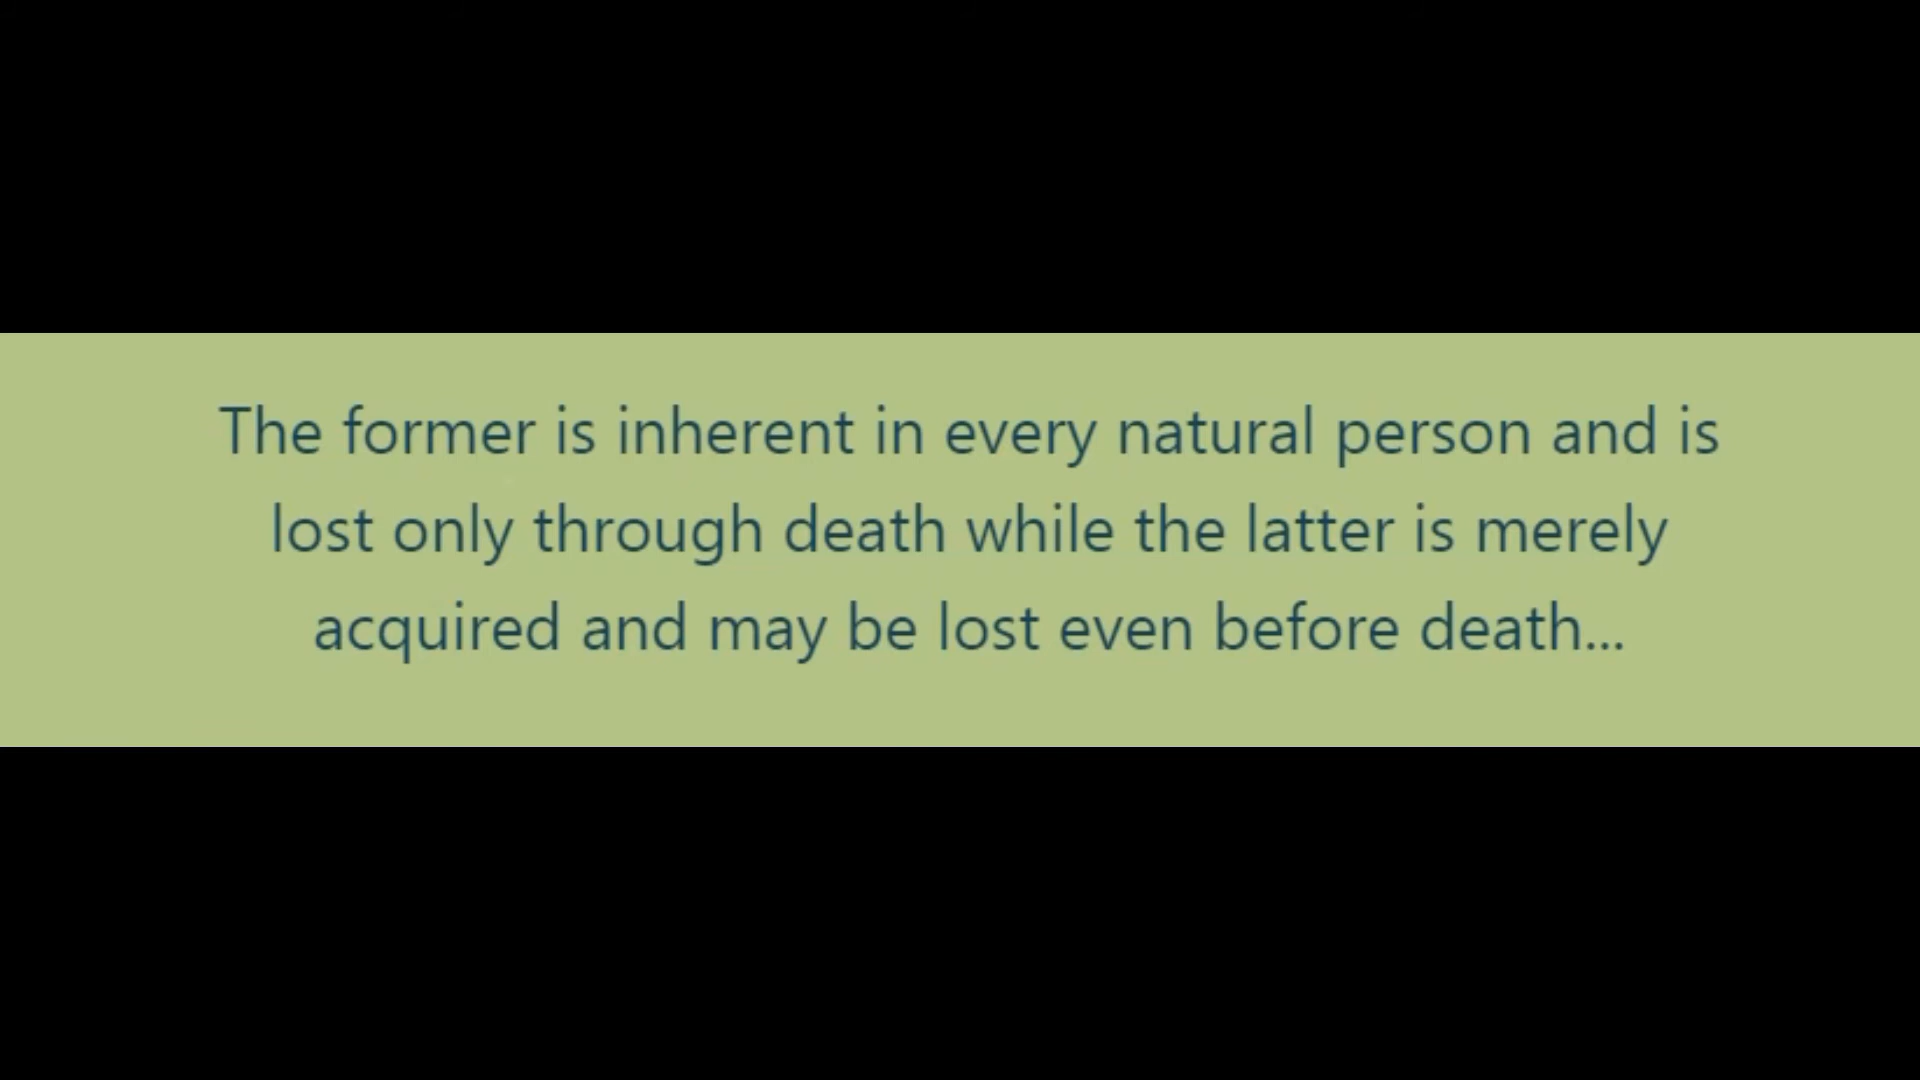 The former is inherent in every natural person and is
lost only through death while the latter is merely
acquired and may be lost even before death...